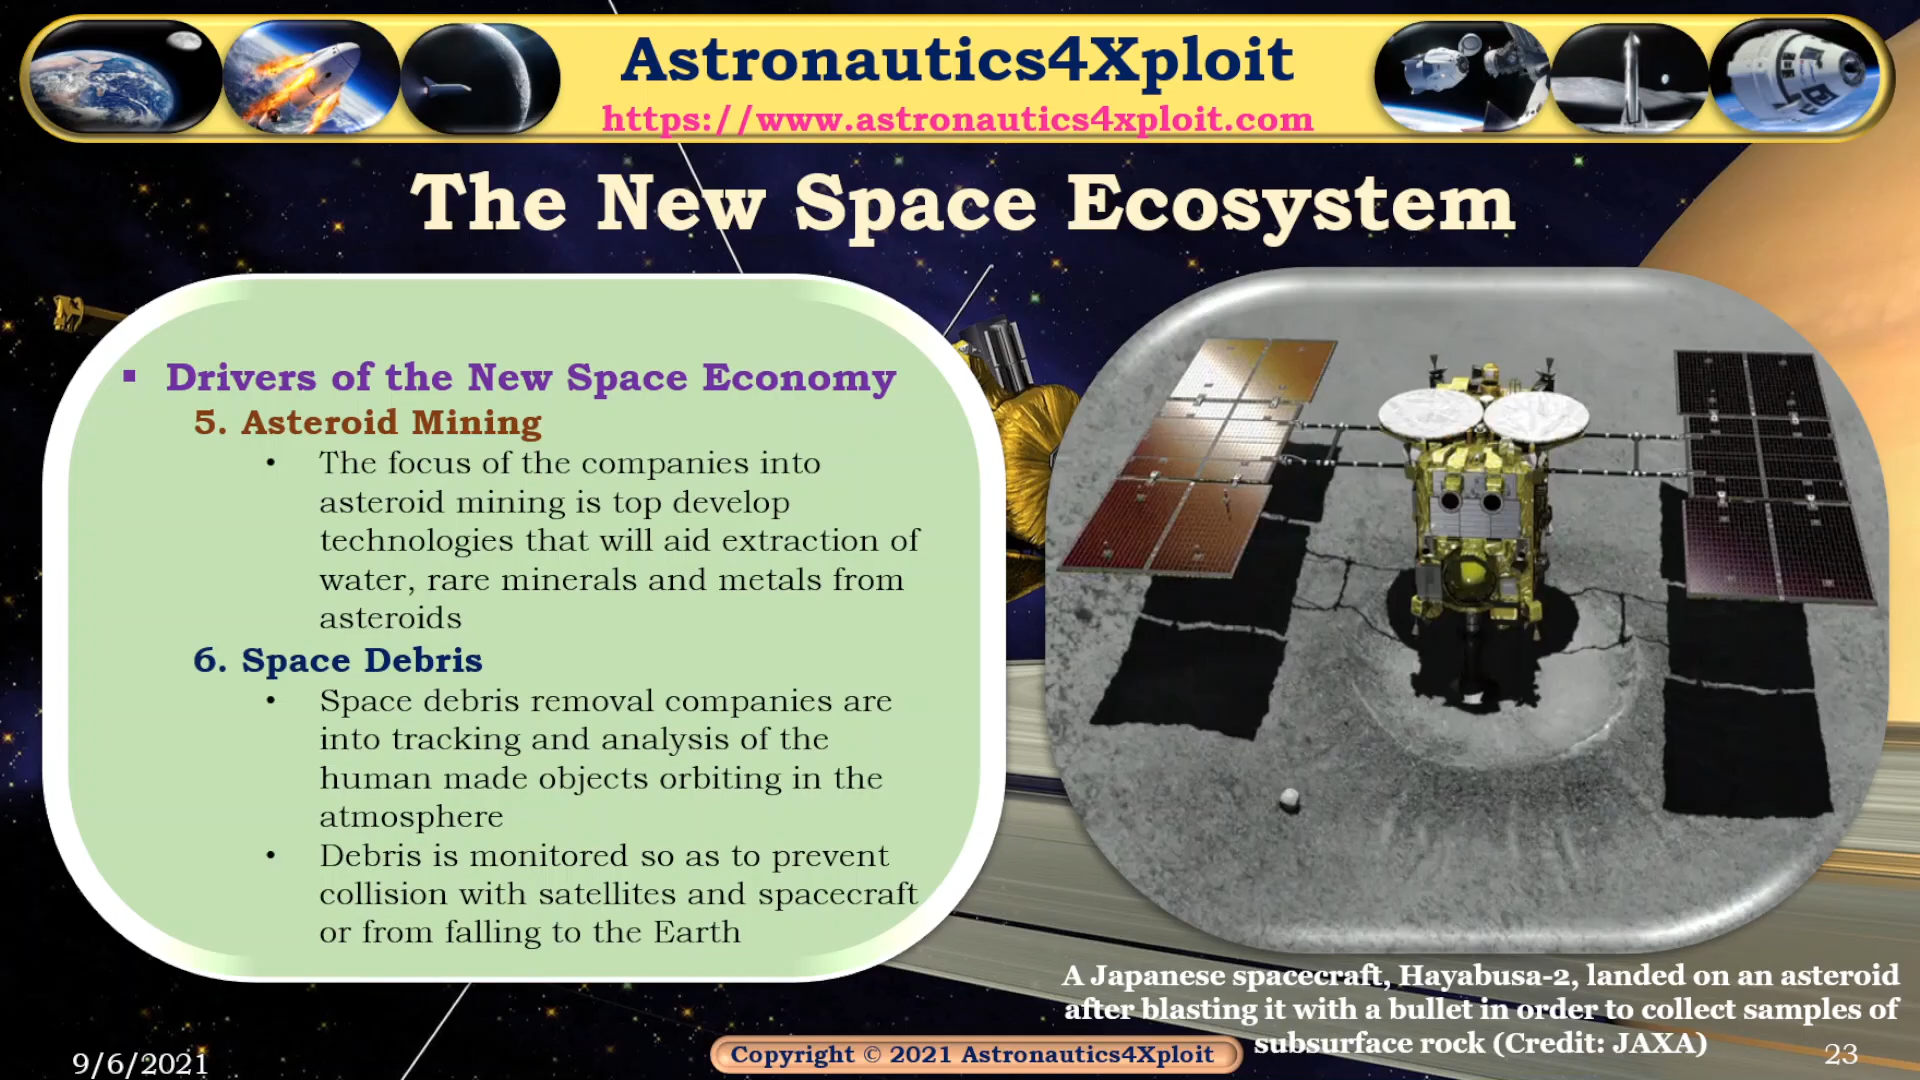 Astronautics4Xploit
https://www.astronautics4xploit.com
The New Space Ecosystem
▪ Drivers of the New Space Economy
5. Asteroid Mining
• The focus of the companies into
asteroid mining is top develop
technologies that will aid extraction of
water, rare minerals and metals from
asteroids
6. Space Debris
• Space debris removal companies are
into tracking and analysis of the
human made objects orbiting in the
atmosphere
• Debris is monitored so as to prevent
collision with satellites and spacecraft
or from falling to the Earth
A Japanese spacecraft, Hayabusa-2, landed on an asteroid
after blasting it with a bullet in order to collect samples of
subsurface rock (Credit: JAXA)
9/6/2021
Copyright © 2021 Astronautics4Xploit
23